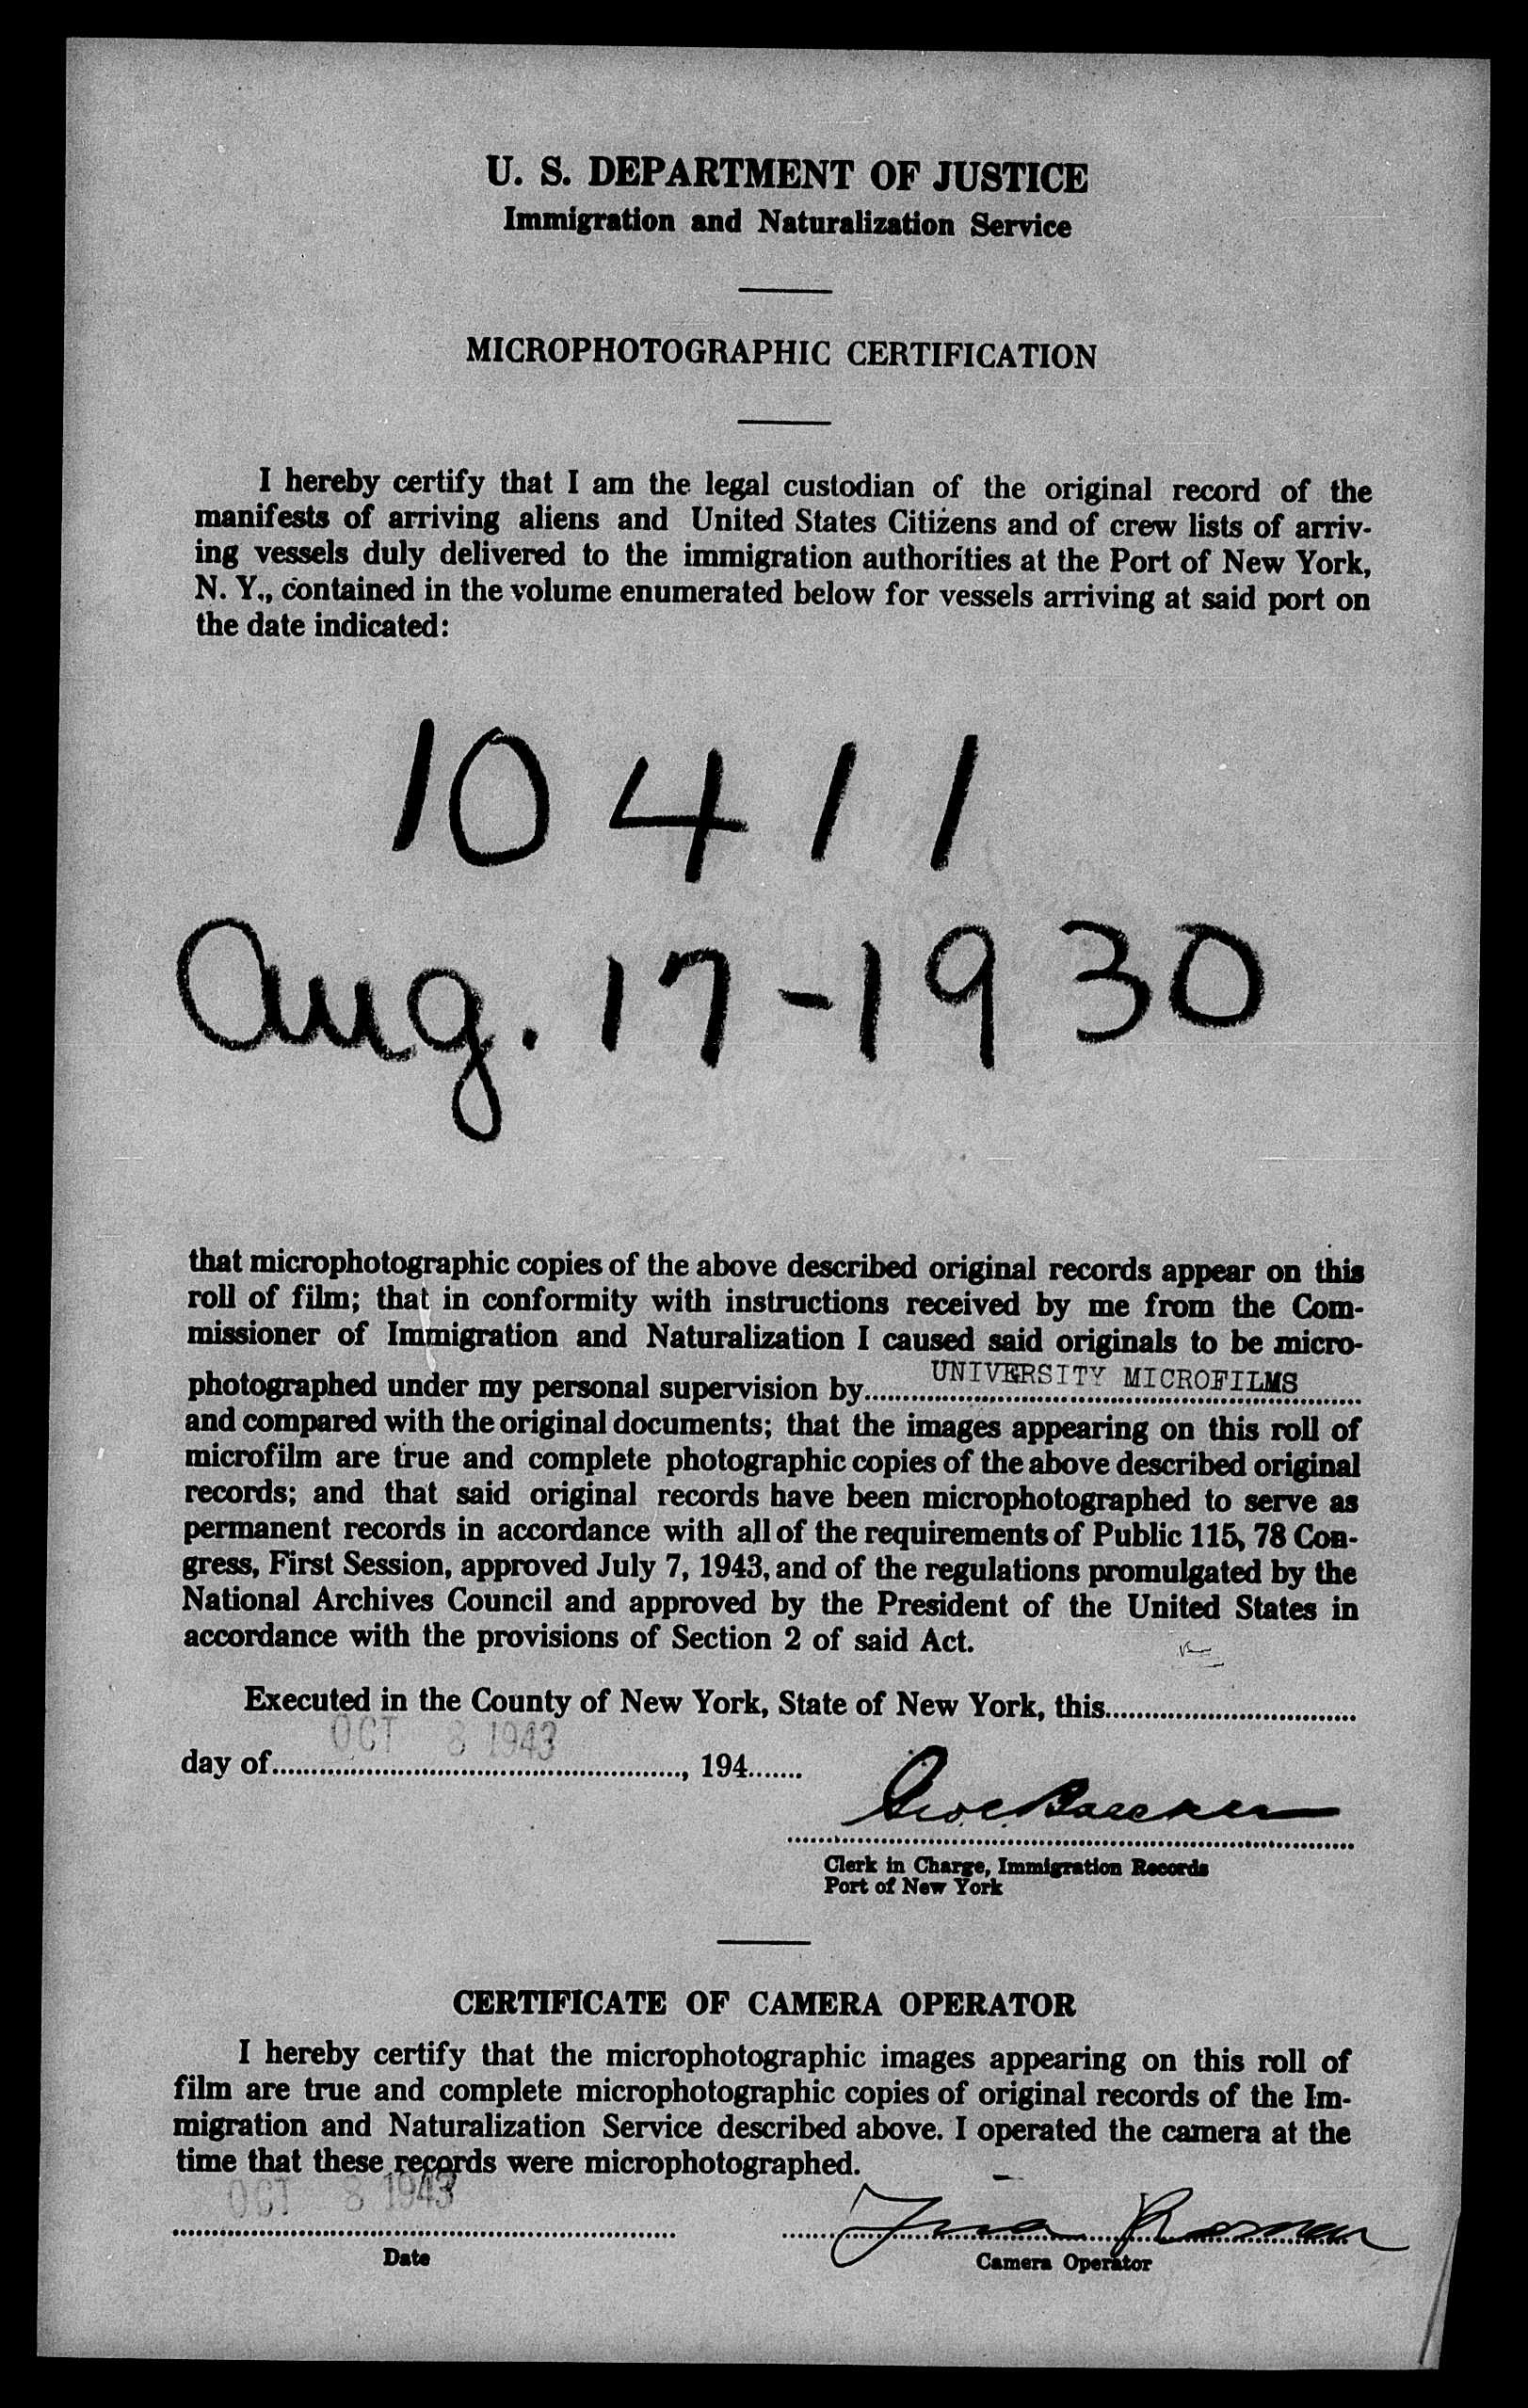 U. S. DEPARTMENT OF JUSTICE
Immigration and Naturalization Service
MICROPHOTOGRAPHIC CERTIFICATION
I hereby certify that I am the legal custodian of the original record of the
manifests of arriving aliens and United States Citizens and of crew lists of arriv-
ing vessels duly delivered to the immigration authorities at the Port of New York,
N. Y., contained in the volume enumerated below for vessels arriving at said port on
the date indicated:
10411
Aug. 17-1930
that microphotographic copies of the above described original records appear on this
roll of film; that in conformity with instructions received by me from the Com-
missioner of Immigration and Naturalization I caused said originals to be micro-
photographed under my personal supervision by UNIVERSITY MICROFILMS
and compared with the original documents; that the images appearing on this roll of
microfilm are true and complete photographic copies of the above described original
records; and that said original records have been microphotographed to serve as
permanent records in accordance with all of the requirements of Public 115, 78 Con-
gress, First Session, approved July 7, 1943, and of the regulations promulgated by the
National Archives Council and approved by the President of the United States in
accordance with the provisions of Section 2 of said Act.
Executed in the County of New York, State of New York, this
OCT 8 1943
day of , 194
Clerk in Charge, Immigration Records
Port of New York
CERTIFICATE OF CAMERA OPERATOR
I hereby certify that the microphotographic images appearing on this roll of
film are true and complete microphotographic copies of original records of the Im-
migration and Naturalization Service described above. I operated the camera at the
time that these records were microphotographed.
OCT 8 1943
Date
Camera Operator